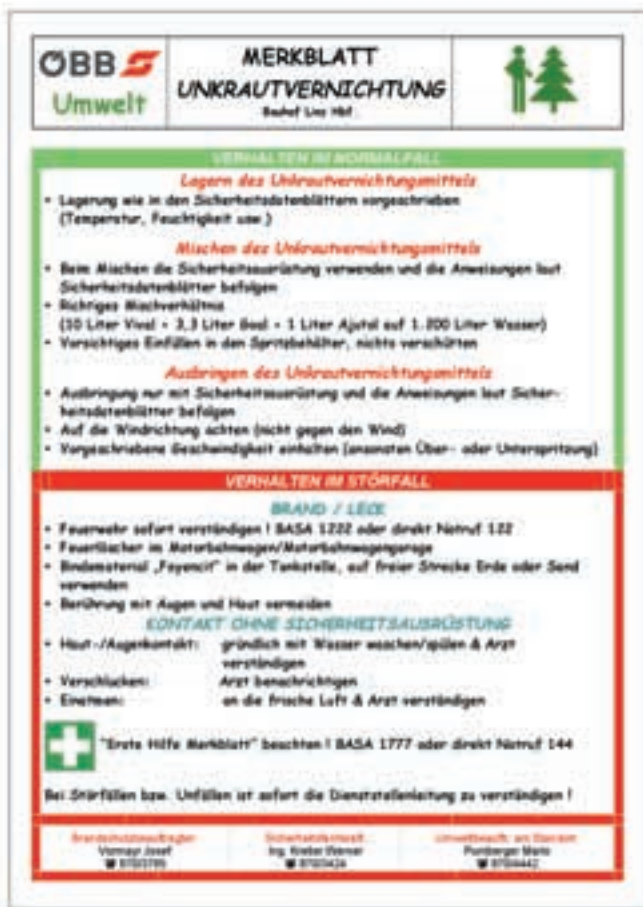 ÖBB
Umwelt
MERKBLATT
UNKRAUTVERNICHTUNG
Bauhof Linz Hbf
VERHALTEN IM NORMALFALL
Lagern des Unkrautvernichtungsmittels
• Lagerung wie in den Sicherheitsdatenblättern vorgeschrieben
(Temperatur, Feuchtigkeit usw.)
Mischen des Unkrautvernichtungsmittels
• Beim Mischen die Sicherheitsausrüstung verwenden und die Anweisungen laut
Sicherheitsdatenblätter befolgen
• Richtiges Mischverhältnis
(10 Liter Vival + 3,3 Liter Goal + 1 Liter Ajutol auf 1.200 Liter Wasser)
• Vorsichtiges Einfüllen in den Spritzbehälter, nichts verschütten
Ausbringen des Unkrautvernichtungsmittels
• Ausbringung nur mit Sicherheitsausrüstung und die Anweisungen laut Sicher-
heitsdatenblätter befolgen
• Auf die Windrichtung achten (nicht gegen den Wind)
• Vorgeschriebene Geschwindigkeit einhalten (ansonsten Über- oder Unterspritzung)
VERHALTEN IM STÖRFALL
BRAND / LECK
• Feuerwehr sofort verständigen ! BASA 1222 oder direkt Notruf 122
• Feuerlöscher im Motorbahnwagen/Motorbahnwagengarage
• Bindematerial „Fayencit" in der Tankstelle, auf freier Strecke Erde oder Sand
verwenden
• Berührung mit Augen und Haut vermeiden
KONTAKT OHNE SICHERHEITSAUSRÜSTUNG
• Haut-/Augenkontakt: gründlich mit Wasser waschen/spülen & Arzt
verständigen
• Verschlucken: Arzt benachrichtigen
• Einatmen: an die frische Luft & Arzt verständigen
"Erste Hilfe Merkblatt" beachten ! BASA 1777 oder direkt Notruf 144
Bei Störfällen bzw. Unfällen ist sofort die Dienststellenleitung zu verständigen !
Brandschutzbeauftragter
Josef
Ing. Werner